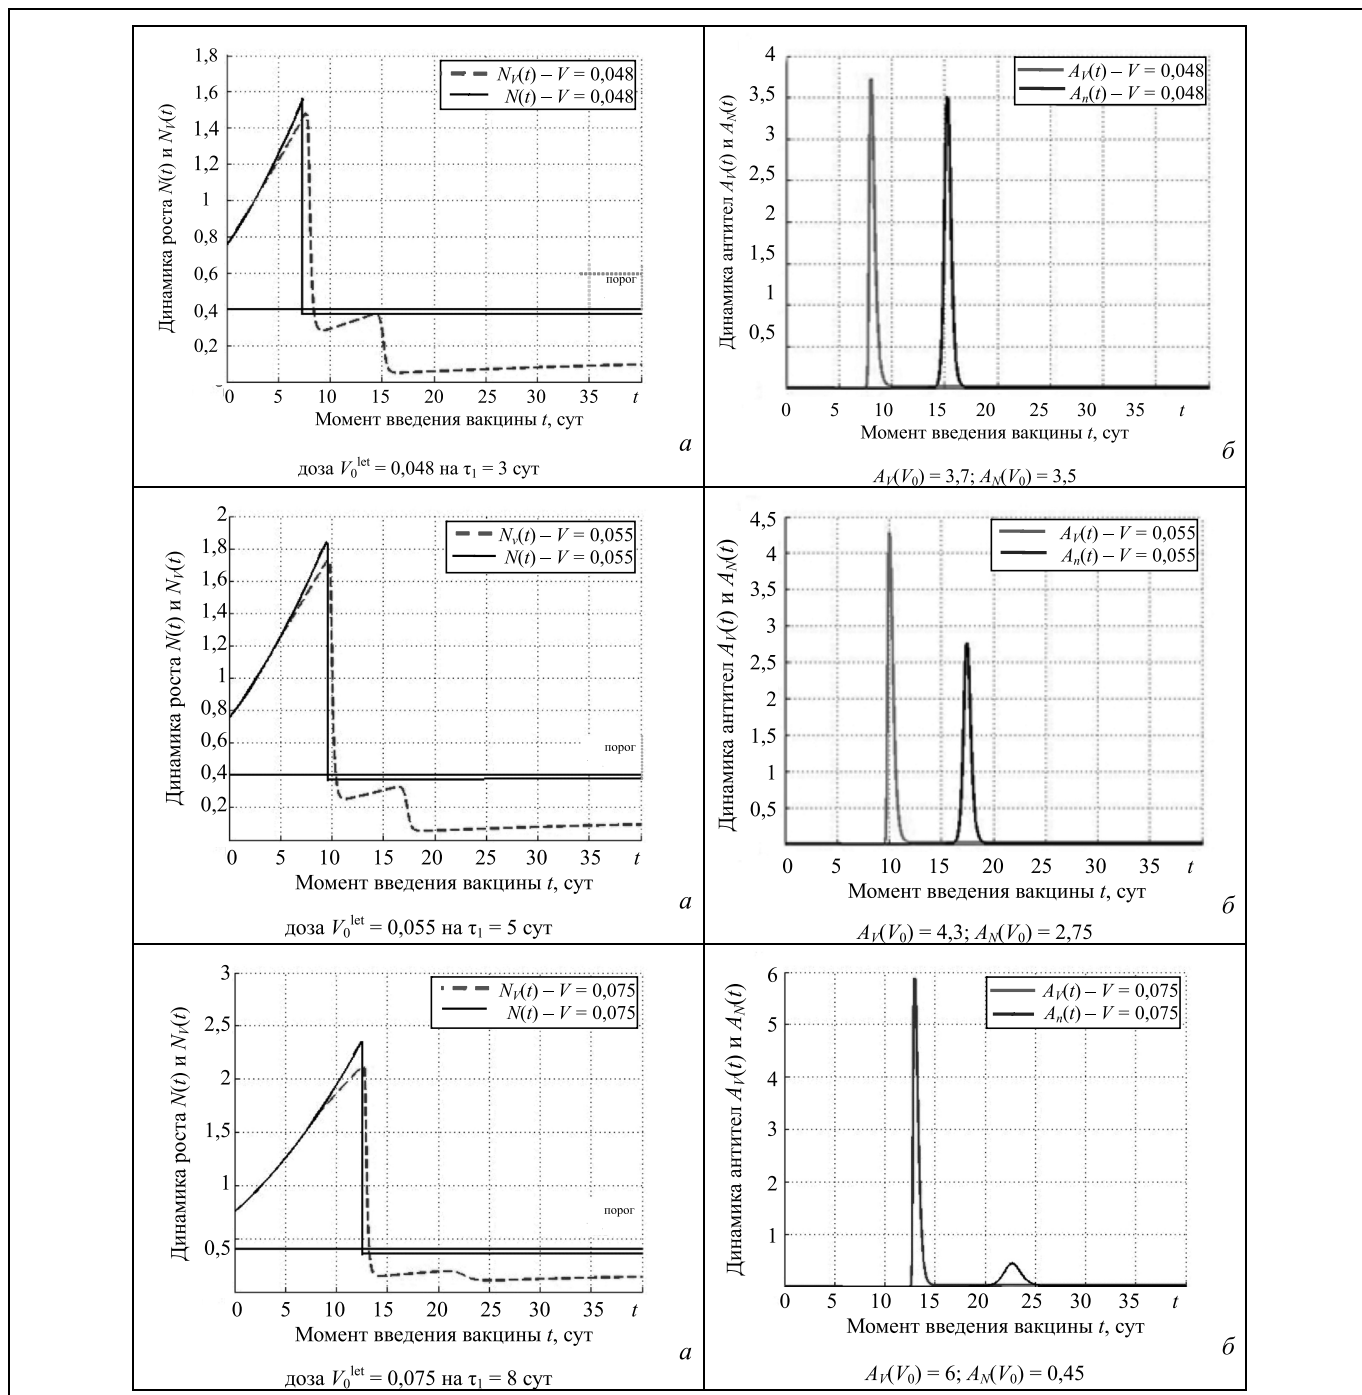 Динамика роста N(t) и N_V(t)
1,8
1,6
1,4
1,2
1
0,8
0,6
0,4
0,2
N_V(t) – V = 0,048
N(t) – V = 0,048
порог
0 5 10 15 20 25 30 35 t
Момент введения вакцины t, сут
а
доза V_0^let = 0,048 на τ_1 = 3 сут
Динамика антител A_V(t) и A_N(t)
4
3,5
3
2,5
2
1,5
1
0,5
A_V(t) – V = 0,048
A_n(t) – V = 0,048
0 5 10 15 20 25 30 35 t
Момент введения вакцины t, сут
б
A_V(V_0) = 3,7; A_N(V_0) = 3,5
Динамика роста N(t) и N_V(t)
2
1,8
1,6
1,4
1,2
1
0,8
0,6
0,4
0,2
N_v(t) – V = 0,055
N(t) – V = 0,055
порог
0 5 10 15 20 25 30 35 t
Момент введения вакцины t, сут
а
доза V_0^let = 0,055 на τ_1 = 5 сут
Динамика антител A_V(t) и A_N(t)
4,5
4
3,5
3
2,5
2
1,5
1
0,5
A_V(t) – V = 0,055
A_n(t) – V = 0,055
0 5 10 15 20 25 30 35 t
Момент введения вакцины t, сут
б
A_V(V_0) = 4,3; A_N(V_0) = 2,75
Динамика роста N(t) и N_V(t)
3
2,5
2
1,5
1
0,5
N_V(t) – V = 0,075
N(t) – V = 0,075
порог
0 5 10 15 20 25 30 35 t
Момент введения вакцины t, сут
а
доза V_0^let = 0,075 на τ_1 = 8 сут
Динамика антител A_V(t) и A_N(t)
6
5
4
3
2
1
A_V(t) – V = 0,075
A_n(t) – V = 0,075
0 5 10 15 20 25 30 35 t
Момент введения вакцины t, сут
б
A_V(V_0) = 6; A_N(V_0) = 0,45